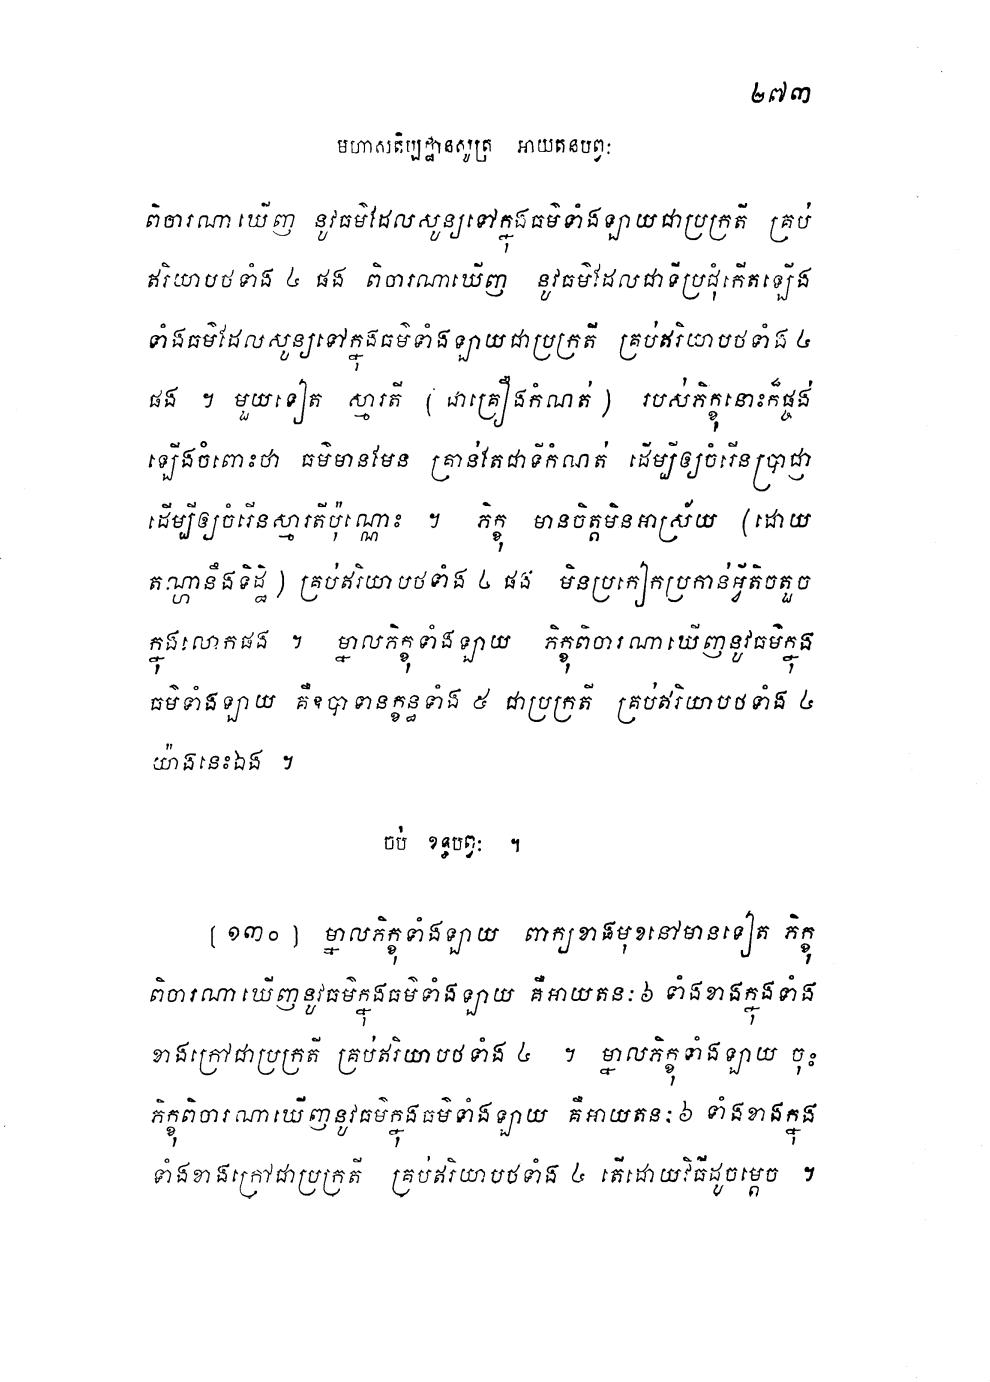 ២៧៣
មហាសតិប្បដ្ឋានសូត្រ អាយតនបព្វៈ
ពិចារណាឃើញ នូវធម៌ដែលសូន្យទៅក្នុងធម៌ទាំងឡាយជាប្រក្រតី គ្រប់
ឥរិយាបថទាំង ៤ ផង ពិចារណាឃើញ នូវធម៌ដែលជាទីប្រជុំកើតឡើង
ទាំងធម៌ដែលសូន្យទៅក្នុងធម៌ទាំងឡាយជាប្រក្រតី គ្រប់ឥរិយាបថទាំង ៤
ផង ។ មួយទៀត ស្មារតី (ជាគ្រឿងកំណត់) របស់ភិក្ខុនោះក៏ផ្ចង់
ឡើងចំពោះថា ធម៌មានមែន គ្រាន់តែជាទីកំណត់ ដើម្បីឲ្យចំរើនប្រាជ្ញា
ដើម្បីឲ្យចំរើនស្មារតីប៉ុណ្ណោះ ។ ភិក្ខុ មានចិត្តមិនអាស្រ័យ (ដោយ
តណ្ហានឹងទិដ្ឋិ) គ្រប់ឥរិយាបថទាំង ៤ ផង មិនប្រកៀកប្រកាន់អ្វីតិចតួច
ក្នុងលោកផង ។ ម្នាលភិក្ខុទាំងឡាយ ភិក្ខុពិចារណាឃើញនូវធម៌ក្នុង
ធម៌ទាំងឡាយ គឺឧបាទានក្ខន្ធទាំង ៥ ជាប្រក្រតី គ្រប់ឥរិយាបថទាំង ៤
យ៉ាងនេះឯង ។
ចប់ ខន្ធបព្វៈ ។
[១៣០] ម្នាលភិក្ខុទាំងឡាយ ពាក្យខាងមុខនៅមានទៀត ភិក្ខុ
ពិចារណាឃើញនូវធម៌ក្នុងធម៌ទាំងឡាយ គឺអាយតនៈ ៦ ទាំងខាងក្នុងទាំង
ខាងក្រៅជាប្រក្រតី គ្រប់ឥរិយាបថទាំង ៤ ។ ម្នាលភិក្ខុទាំងឡាយ ចុះ
ភិក្ខុពិចារណាឃើញនូវធម៌ក្នុងធម៌ទាំងឡាយ គឺអាយតនៈ ៦ ទាំងខាងក្នុង
ទាំងខាងក្រៅជាប្រក្រតី គ្រប់ឥរិយាបថទាំង ៤ តើដោយវិធីដូចម្តេច ។